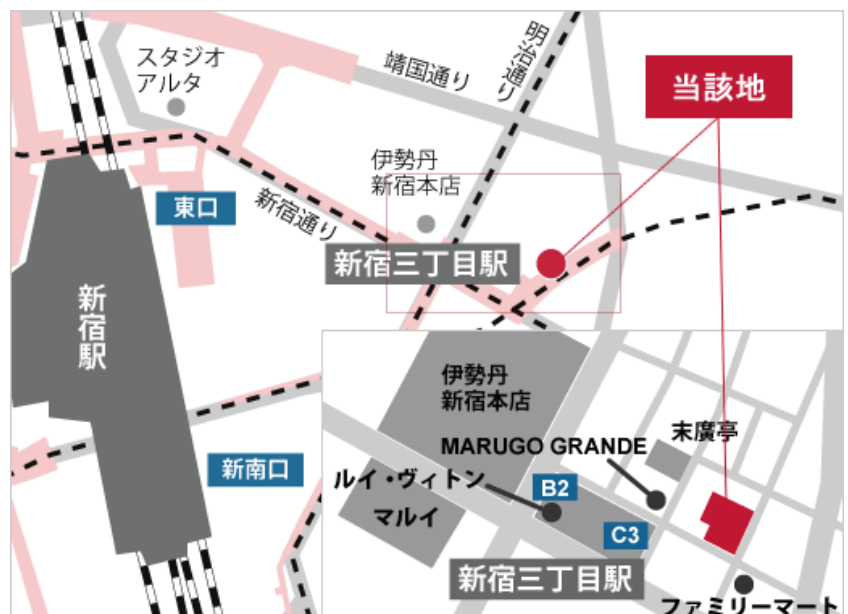 スタジオ
アルタ
靖国通り
明治通り
当該地
伊勢丹
新宿本店
東口
新宿通り
新宿三丁目駅
新宿駅
新南口
伊勢丹
新宿本店
末廣亭
MARUGO GRANDE
ルイ・ヴィトン
B2
マルイ
C3
新宿三丁目駅
ファミリーマート